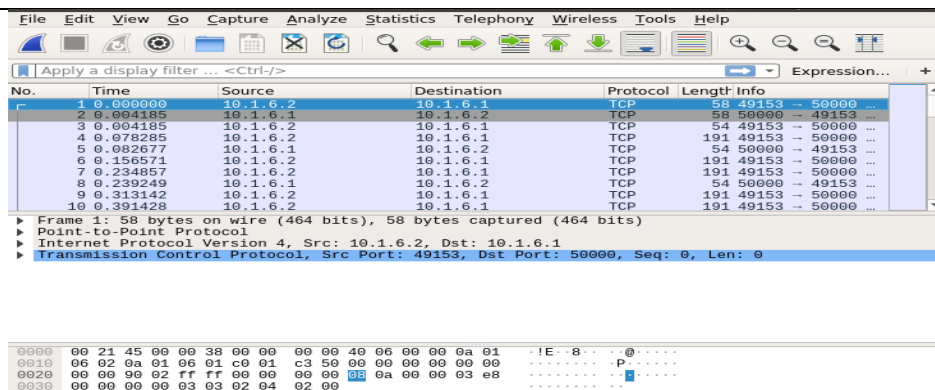 File Edit View Go Capture Analyze Statistics Telephony Wireless Tools Help
Apply a display filter ... <Ctrl-/> Expression... +
No. Time Source Destination Protocol Length Info
1 0.000000 10.1.6.2 10.1.6.1 TCP 58 49153 → 50000 ...
2 0.004185 10.1.6.1 10.1.6.2 TCP 58 50000 → 49153 ...
3 0.004185 10.1.6.2 10.1.6.1 TCP 54 49153 → 50000 ...
4 0.078285 10.1.6.2 10.1.6.1 TCP 191 49153 → 50000 ...
5 0.082677 10.1.6.1 10.1.6.2 TCP 54 50000 → 49153 ...
6 0.156571 10.1.6.2 10.1.6.1 TCP 191 49153 → 50000 ...
7 0.234857 10.1.6.2 10.1.6.1 TCP 191 49153 → 50000 ...
8 0.239249 10.1.6.1 10.1.6.2 TCP 54 50000 → 49153 ...
9 0.313142 10.1.6.2 10.1.6.1 TCP 191 49153 → 50000 ...
10 0.391428 10.1.6.2 10.1.6.1 TCP 191 49153 → 50000 ...
Frame 1: 58 bytes on wire (464 bits), 58 bytes captured (464 bits)
Point-to-Point Protocol
Internet Protocol Version 4, Src: 10.1.6.2, Dst: 10.1.6.1
Transmission Control Protocol, Src Port: 49153, Dst Port: 50000, Seq: 0, Len: 0
0000 00 21 45 00 00 38 00 00 00 00 40 06 00 00 0a 01 ·!E··8·· ··@·····
0010 06 02 0a 01 06 01 c0 01 c3 50 00 00 00 00 00 00 ········ ·P······
0020 00 00 90 02 ff ff 00 00 00 00 08 0a 00 00 03 e8 ········ ········
0030 00 00 00 00 03 03 02 04 02 00 ········ ··